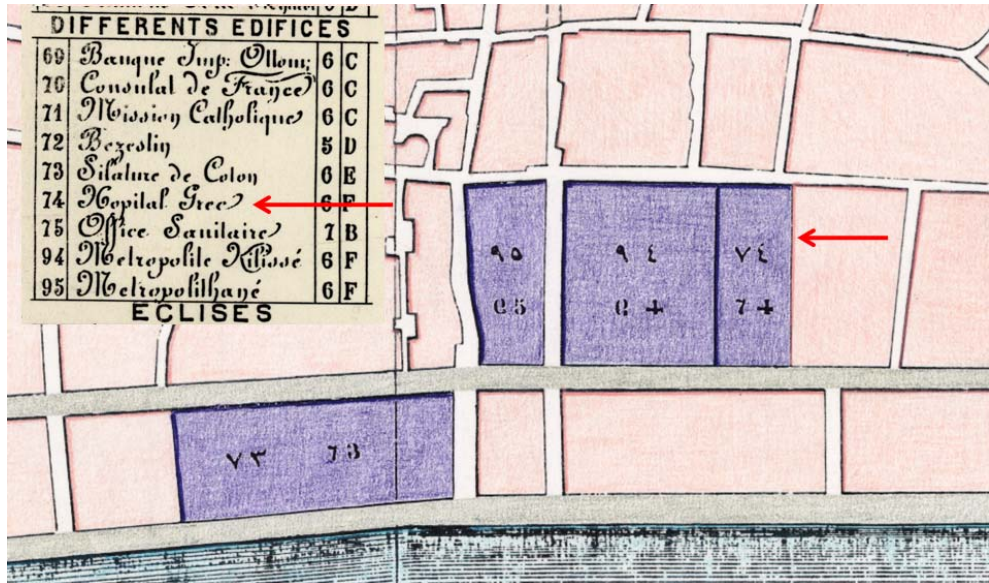 DIFFERENTS EDIFICES
69 Banque Imp: Ottom: 6 C
70 Consulat de France 6 C
71 Mission Catholique 6 C
72 Bezestin 5 D
73 Filature de Coton 6 E
74 Hopital Grec 6 F
75 Office Sanitaire 7 B
94 Metropolite Kilissé 6 F
95 Metropolithané 6 F
ECLISES
٩٥ ٩٤ ٧٤
95 94 74
٧٣ 73